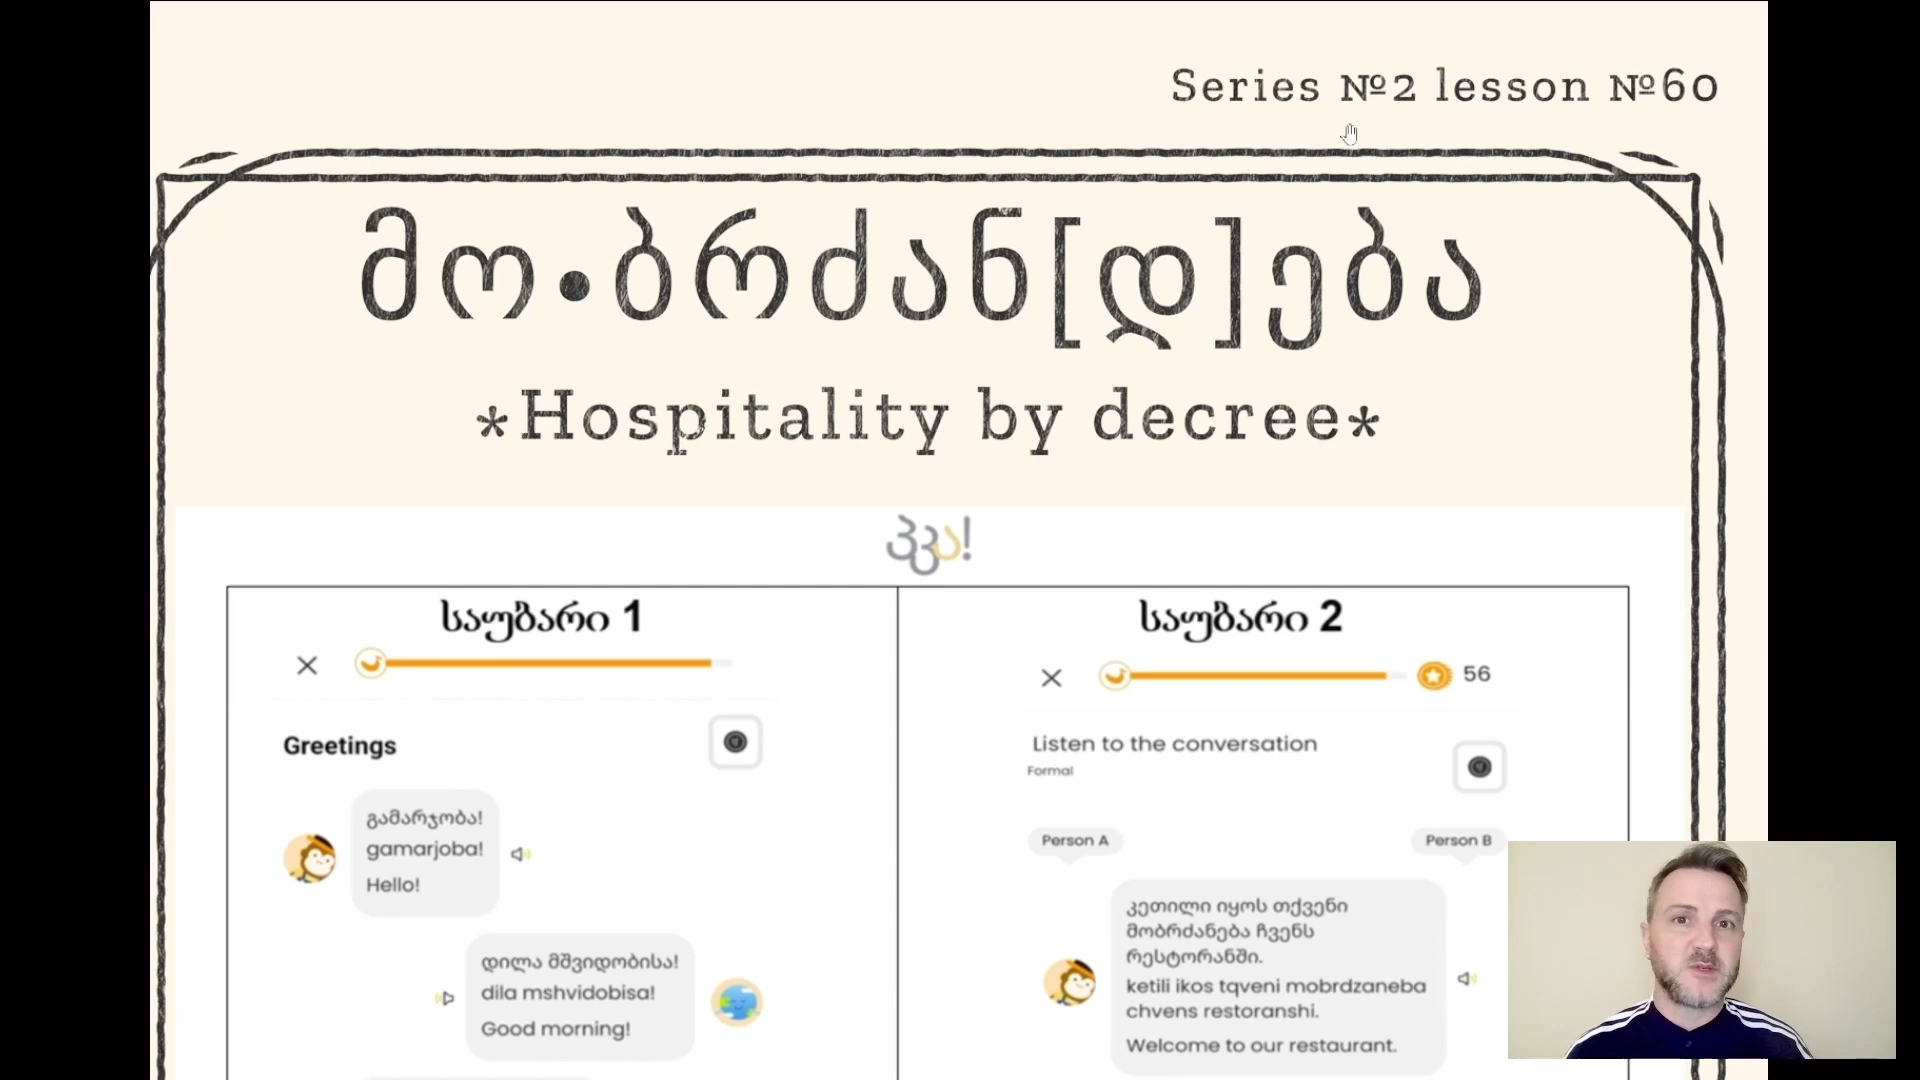 Series №2 lesson №60
მო•ბრძან[დ]ება
*Hospitality by decree*
ჰკა!
საუბარი 1
Greetings
გამარჯობა!
gamarjoba!
Hello!
დილა მშვიდობისა!
dila mshvidobisa!
Good morning!
საუბარი 2
56
Listen to the conversation
Formal
Person A
Person B
კეთილი იყოს თქვენი
მობრძანება ჩვენს
რესტორანში.
ketili ikos tqveni mobrdzaneba
chvens restoranshi.
Welcome to our restaurant.